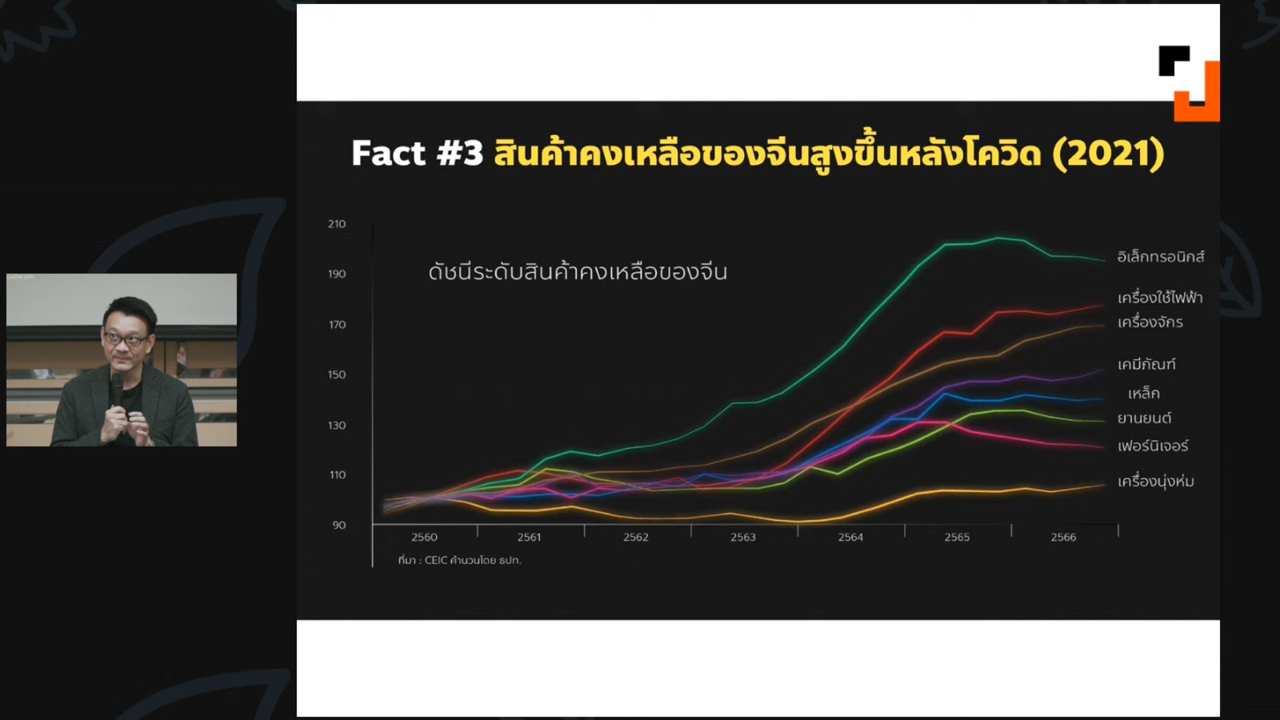 Fact #3 สินค้าคงเหลือของจีนสูงขึ้นหลังโควิด (2021)
ดัชนีระดับสินค้าคงเหลือของจีน
210
190
170
150
130
110
90
อิเล็กทรอนิกส์
เครื่องใช้ไฟฟ้า
เครื่องจักร
เคมีภัณฑ์
เหล็ก
ยานยนต์
เฟอร์นิเจอร์
เครื่องนุ่งห่ม
2560 2561 2562 2563 2564 2565 2566
ที่มา : CEIC คำนวนโดย ธปท.